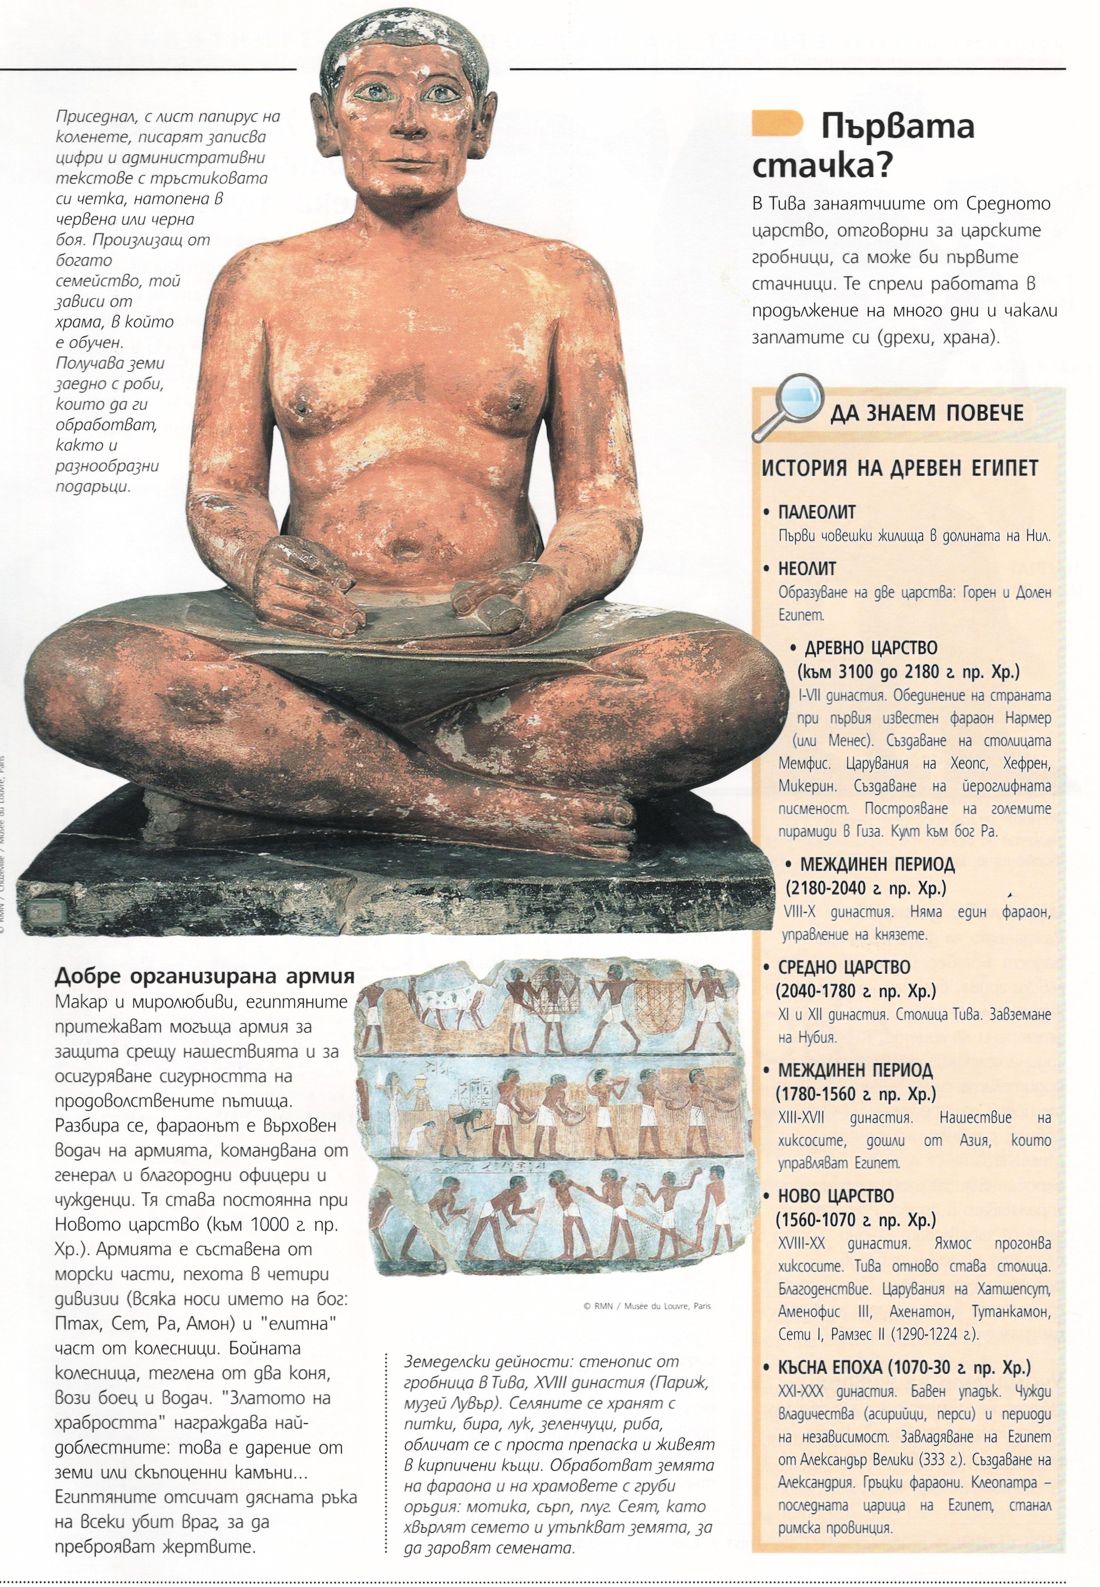 Приседнал, с лист папирус на
коленете, писарят записва
цифри и административни
текстове с тръстиковата
си четка, натопена в
червена или черна
боя. Произлизащ от
богато
семейство, той
зависи от
храма, в който
е обучен.
Получава земи
заедно с роби,
които да ги
обработват,
както и
разнообразни
подаръци.
© RMN / Chuzeville / Musée du Louvre, Paris
Добре организирана армия
Макар и миролюбиви, египтяните
притежават могъща армия за
защита срещу нашествията и за
осигуряване сигурността на
продоволствените пътища.
Разбира се, фараонът е върховен
водач на армията, командвана от
генерал и благородни офицери и
чужденци. Тя става постоянна при
Новото царство (към 1000 г. пр.
Хр.). Армията е съставена от
морски части, пехота в четири
дивизии (всяка носи името на бог:
Птах, Сет, Ра, Амон) и "елитна"
част от колесници. Бойната
колесница, теглена от два коня,
вози боец и водач. "Златото на
храбростта" награждава най-
доблестните: това е дарение от
земи или скъпоценни камъни...
Египтяните отсичат дясната ръка
на всеки убит враг, за да
преброяват жертвите.
© RMN / Musée du Louvre, Paris
Земеделски дейности: стенопис от
гробница в Тива, XVIII династия (Париж,
музей Лувър). Селяните се хранят с
питки, бира, лук, зеленчуци, риба,
обличат се с проста препаска и живеят
в кирпичени къщи. Обработват земята
на фараона и на храмовете с груби
оръдия: мотика, сърп, плуг. Сеят, като
хвърлят семето и утъпкват земята, за
да заровят семената.
Първата
стачка?
В Тива занаятчиите от Средното
царство, отговорни за царските
гробници, са може би първите
стачници. Те спрели работата в
продължение на много дни и чакали
заплатите си (дрехи, храна).
ДА ЗНАЕМ ПОВЕЧЕ
ИСТОРИЯ НА ДРЕВЕН ЕГИПЕТ
• ПАЛЕОЛИТ
Първи човешки жилища в долината на Нил.
• НЕОЛИТ
Образуване на две царства: Горен и Долен
Египет.
• ДРЕВНО ЦАРСТВО
(към 3100 до 2180 г. пр. Хр.)
I-VII династия. Обединение на страната
при първия известен фараон Нармер
(или Менес). Създаване на столицата
Мемфис. Царувания на Хеопс, Хефрен,
Микерин. Създаване на йероглифната
писменост. Построяване на големите
пирамиди в Гиза. Култ към бог Ра.
• МЕЖДИНЕН ПЕРИОД
(2180-2040 г. пр. Хр.)
VIII-X династия. Няма един фараон,
управление на князете.
• СРЕДНО ЦАРСТВО
(2040-1780 г. пр. Хр.)
XI и XII династия. Столица Тива. Завземане
на Нубия.
• МЕЖДИНЕН ПЕРИОД
(1780-1560 г. пр. Хр.)
XIII-XVII династия. Нашествие на
хиксосите, дошли от Азия, които
управляват Египет.
• НОВО ЦАРСТВО
(1560-1070 г. пр. Хр.)
XVIII-XX династия. Яхмос прогонва
хиксосите. Тива отново става столица.
Благоденствие. Царувания на Хатшепсут,
Аменофис III, Ахенатон, Тутанкамон,
Сети I, Рамзес II (1290-1224 г.).
• КЪСНА ЕПОХА (1070-30 г. пр. Хр.)
XXI-XXX династия. Бавен упадък. Чужди
владичества (асирийци, перси) и периоди
на независимост. Завладяване на Египет
от Александър Велики (333 г.). Създаване на
Александрия. Гръцки фараони. Клеопатра –
последната царица на Египет, станал
римска провинция.